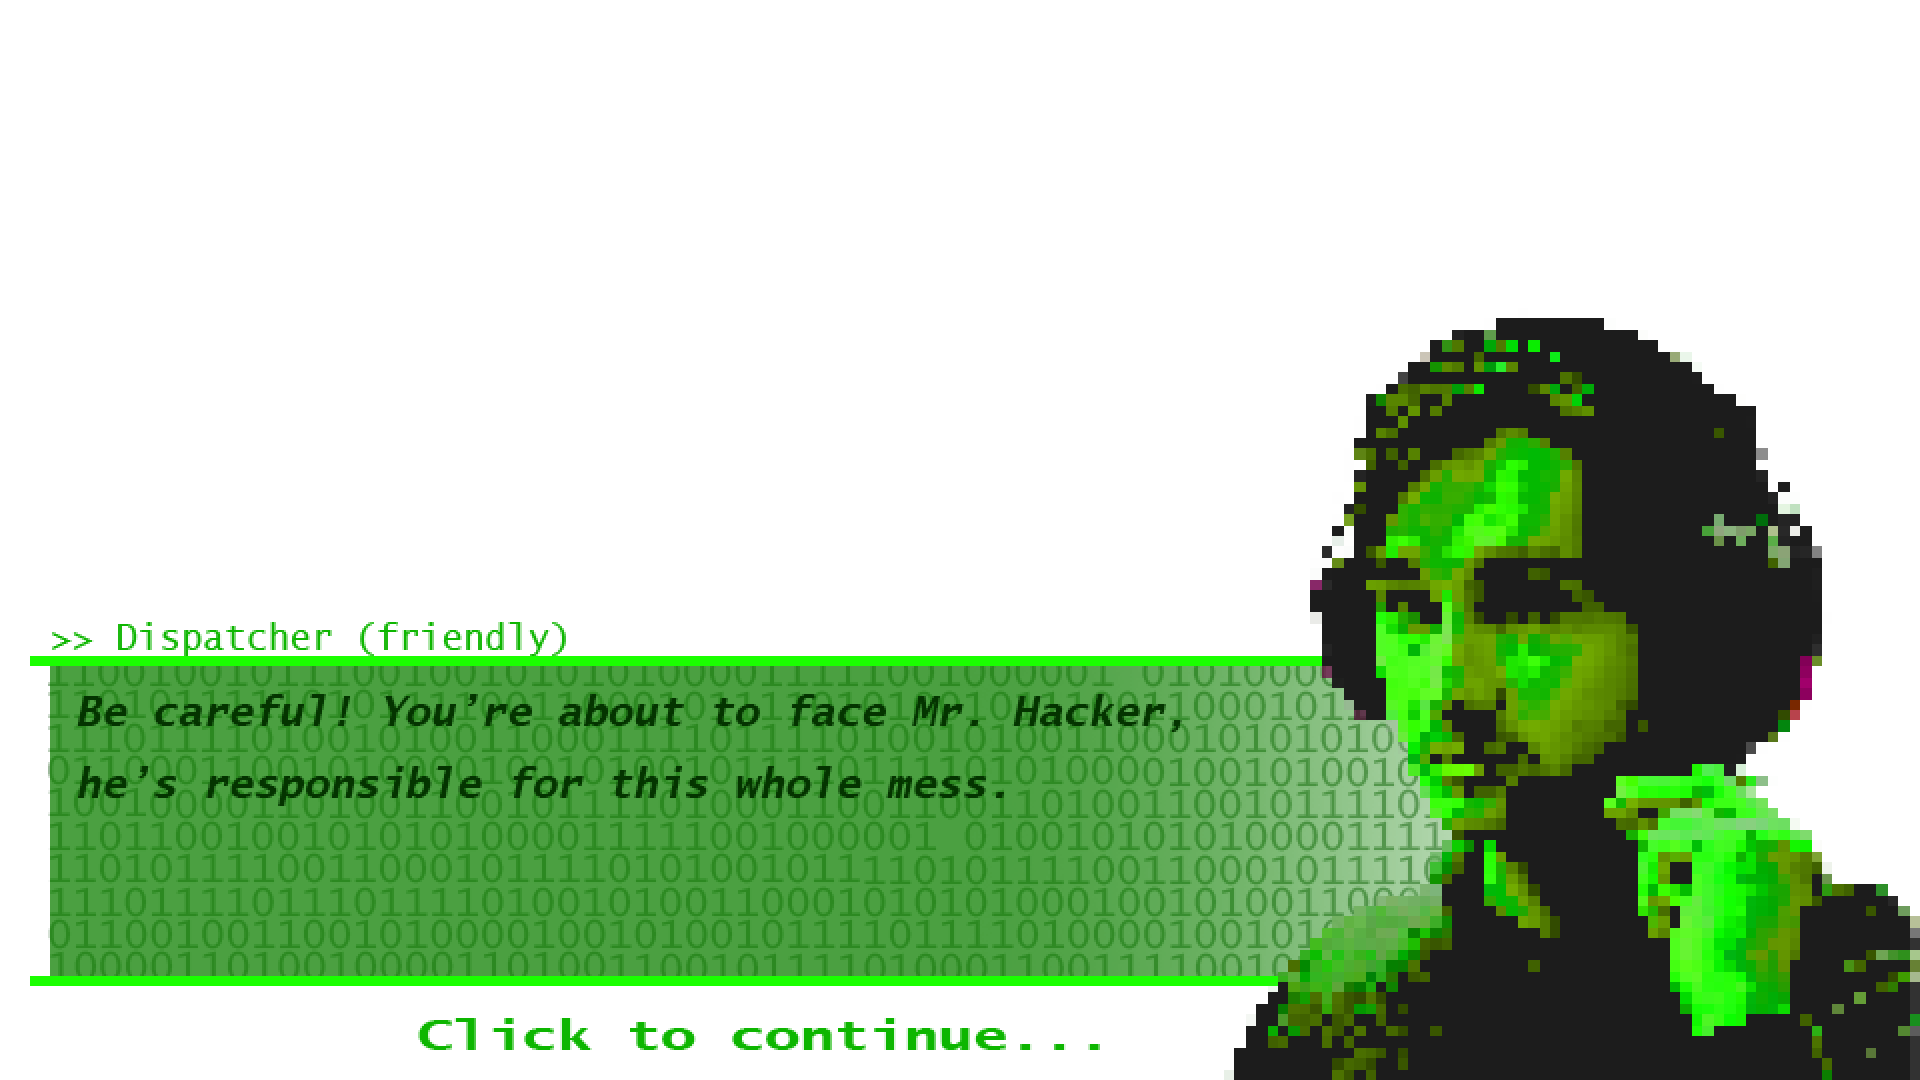 >> Dispatcher (friendly)
Be careful! You’re about to face Mr. Hacker,
he’s responsible for this whole mess.
Click to continue...